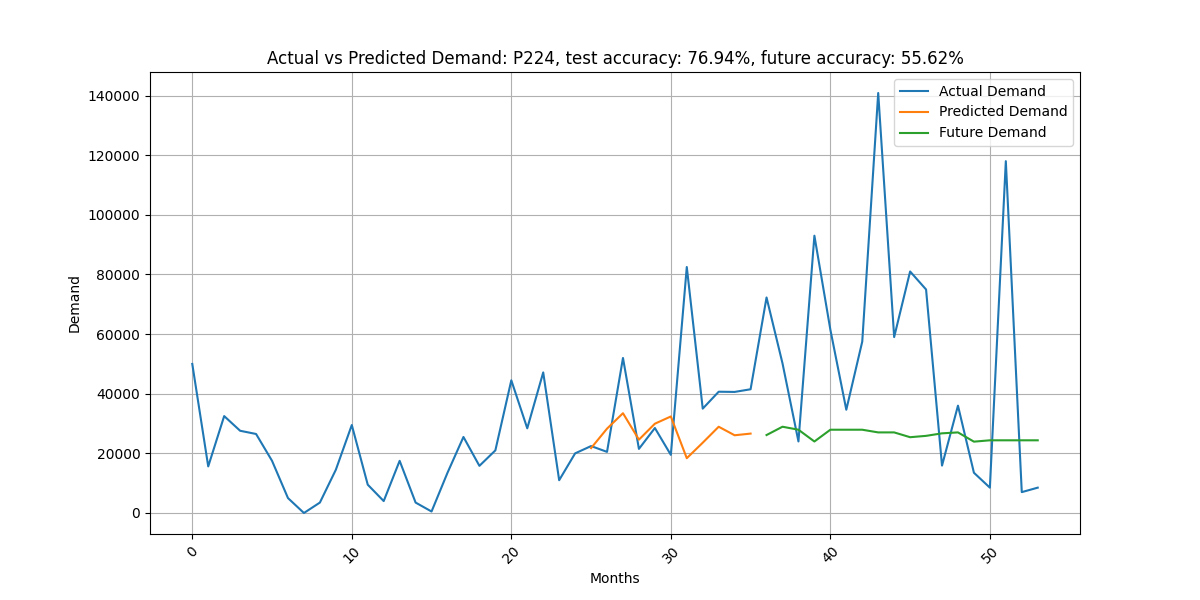 Actual vs Predicted Demand: P224, test accuracy: 76.94%, future accuracy: 55.62%
Actual Demand
Predicted Demand
Future Demand
140000
120000
100000
80000
60000
40000
20000
0
Demand
0
10
20
30
40
50
Months